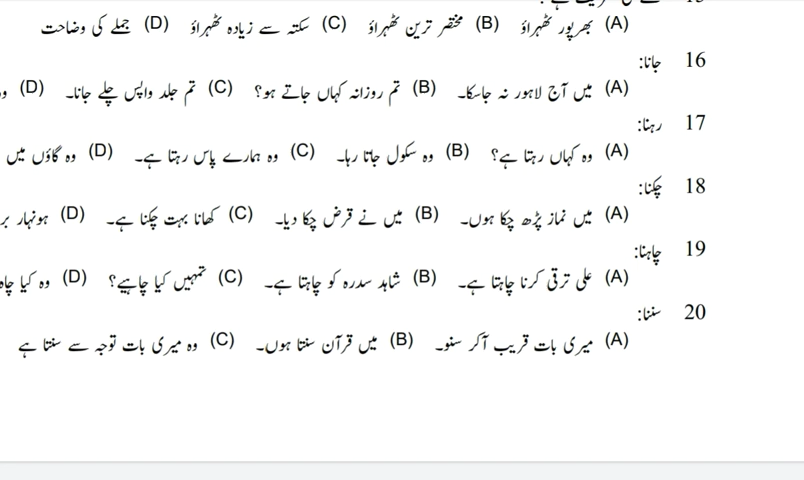 (A) بھرپور ٹھہراؤ (B) مختصر ترین ٹھہراؤ (C) سکتہ سے زیادہ ٹھہراؤ (D) جملے کی وضاحت
16 جانا:
(A) میں آج لاہور نہ جاسکا۔ (B) تم روزانہ کہاں جاتے ہو؟ (C) تم جلد واپس چلے جانا۔ (D)
17 رہنا:
(A) وہ کہاں رہتا ہے؟ (B) وہ سکول جاتا رہا۔ (C) وہ ہمارے پاس رہتا ہے۔ (D) وہ گاؤں میں
18 چکنا:
(A) میں نماز پڑھ چکا ہوں۔ (B) میں نے قرض چکا دیا۔ (C) کھانا بہت چکنا ہے۔ (D) ہونہار بر
19 چاہنا:
(A) علی ترقی کرنا چاہتا ہے۔ (B) شاہد سدرہ کو چاہتا ہے۔ (C) تمہیں کیا چاہیے؟ (D) وہ کیا چاہ
20 سننا:
(A) میری بات قریب آکر سنو۔ (B) میں قرآن سنتا ہوں۔ (C) وہ میری بات توجہ سے سنتا ہے